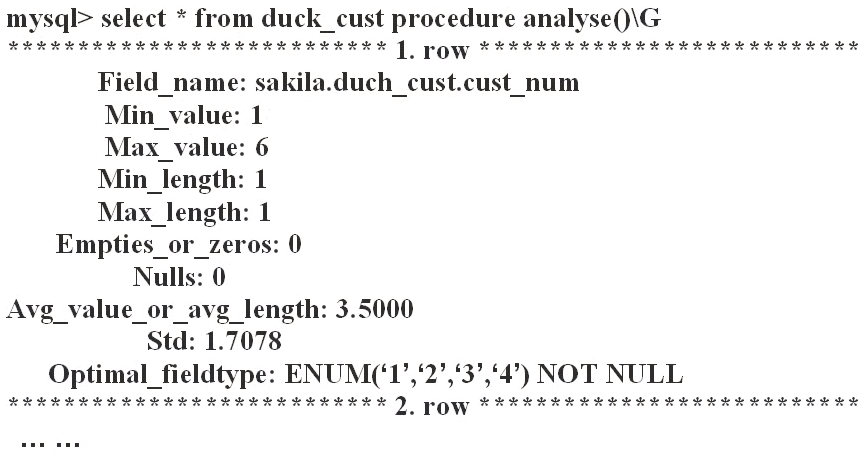 mysql> select * from duck_cust procedure analyse()\G
*************************** 1. row ***************************
Field_name: sakila.duch_cust.cust_num
Min_value: 1
Max_value: 6
Min_length: 1
Max_length: 1
Empties_or_zeros: 0
Nulls: 0
Avg_value_or_avg_length: 3.5000
Std: 1.7078
Optimal_fieldtype: ENUM(‘1’,‘2’,‘3’,‘4’) NOT NULL
*************************** 2. row ***************************
... ...